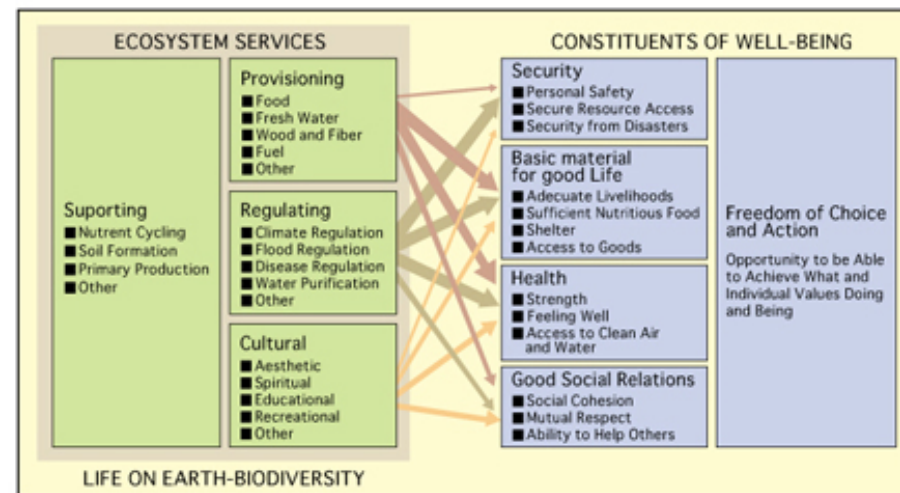 ECOSYSTEM SERVICES
Suporting
■ Nutrent Cycling
■ Soil Formation
■ Primary Production
■ Other
Provisioning
■ Food
■ Fresh Water
■ Wood and Fiber
■ Fuel
■ Other
Regulating
■ Climate Regulation
■ Flood Regulation
■ Disease Regulation
■ Water Purification
■ Other
Cultural
■ Aesthetic
■ Spiritual
■ Educational
■ Recreational
■ Other
LIFE ON EARTH-BIODIVERSITY
CONSTITUENTS OF WELL-BEING
Security
■ Personal Safety
■ Secure Resource Access
■ Security from Disasters
Basic material
for good Life
■ Adequate Livelihoods
■ Sufficient Nutritious Food
■ Shelter
■ Access to Goods
Health
■ Strength
■ Feeling Well
■ Access to Clean Air
and Water
Good Social Relations
■ Social Cohesion
■ Mutual Respect
■ Ability to Help Others
Freedom of Choice
and Action
Opportunity to be Able
to Achieve What and
Individual Values Doing
and Being